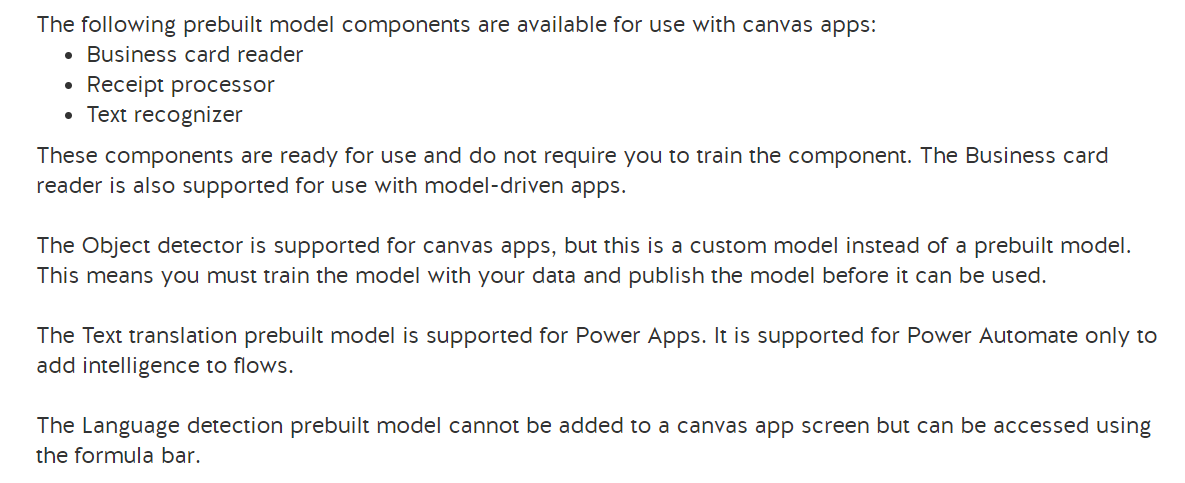 The following prebuilt model components are available for use with canvas apps:
• Business card reader
• Receipt processor
• Text recognizer
These components are ready for use and do not require you to train the component. The Business card
reader is also supported for use with model-driven apps.
The Object detector is supported for canvas apps, but this is a custom model instead of a prebuilt model.
This means you must train the model with your data and publish the model before it can be used.
The Text translation prebuilt model is supported for Power Apps. It is supported for Power Automate only to
add intelligence to flows.
The Language detection prebuilt model cannot be added to a canvas app screen but can be accessed using
the formula bar.